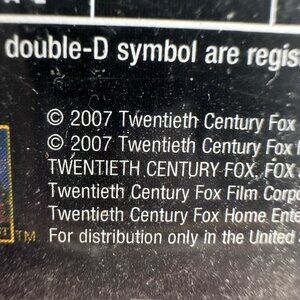 double-D symbol are regis
© 2007 Twentieth Century Fox
© 2007 Twentieth Century Fox
TWENTIETH CENTURY FOX, FOX
Twentieth Century Fox Film Corpo
Twentieth Century Fox Home Ente
TM For distribution only in the United